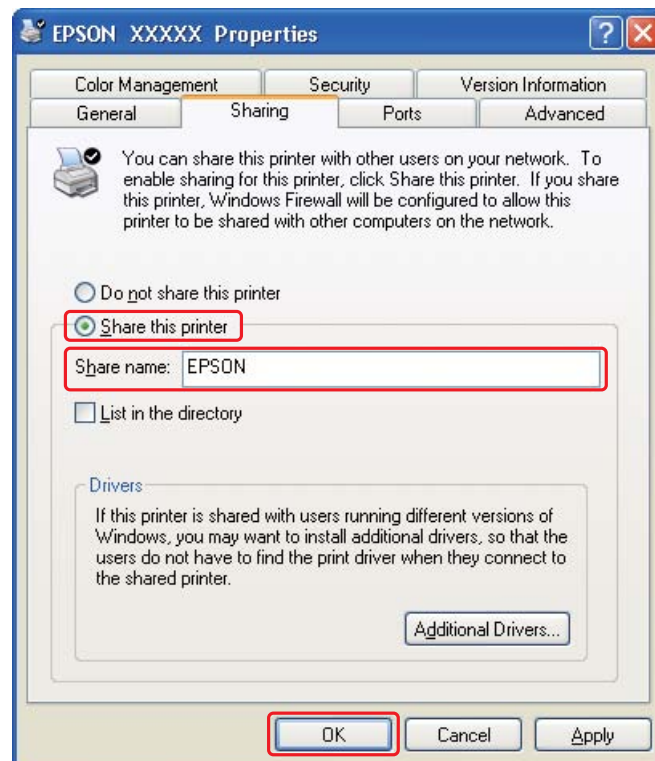 EPSON XXXXX Properties
Color Management Security Version Information
General Sharing Ports Advanced
You can share this printer with other users on your network. To
enable sharing for this printer, click Share this printer. If you share
this printer, Windows Firewall will be configured to allow this
printer to be shared with other computers on the network.
Do not share this printer
Share this printer
Share name: EPSON
List in the directory
Drivers
If this printer is shared with users running different versions of
Windows, you may want to install additional drivers, so that the
users do not have to find the print driver when they connect to
the shared printer.
Additional Drivers...
OK Cancel Apply